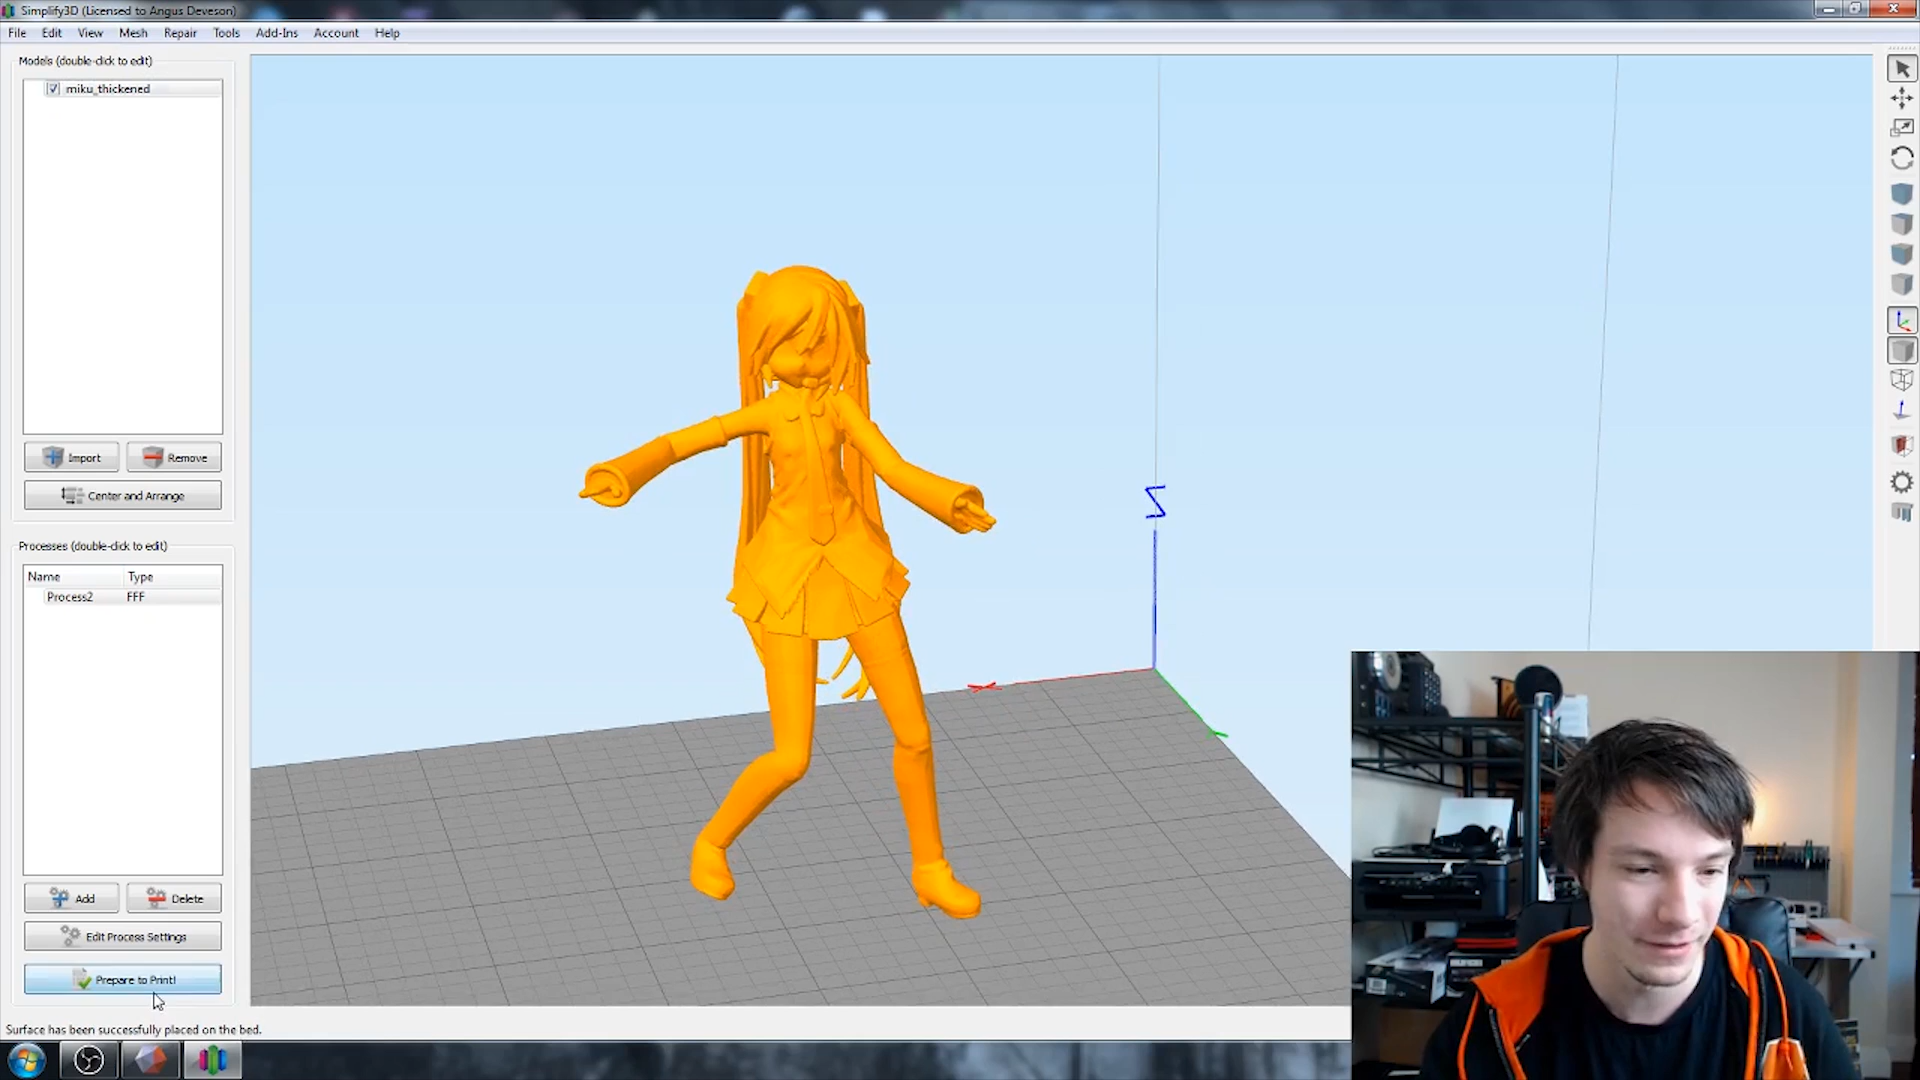 Simplify3D (Licensed to Angus Deveson)
File Edit View Mesh Repair Tools Add-Ins Account Help
Models (double-click to edit)
miku_thickened
Import Remove
Center and Arrange
Processes (double-click to edit)
Name Type
Process2 FFF
Add Delete
Edit Process Settings
Prepare to Print!
Surface has been successfully placed on the bed.
Z